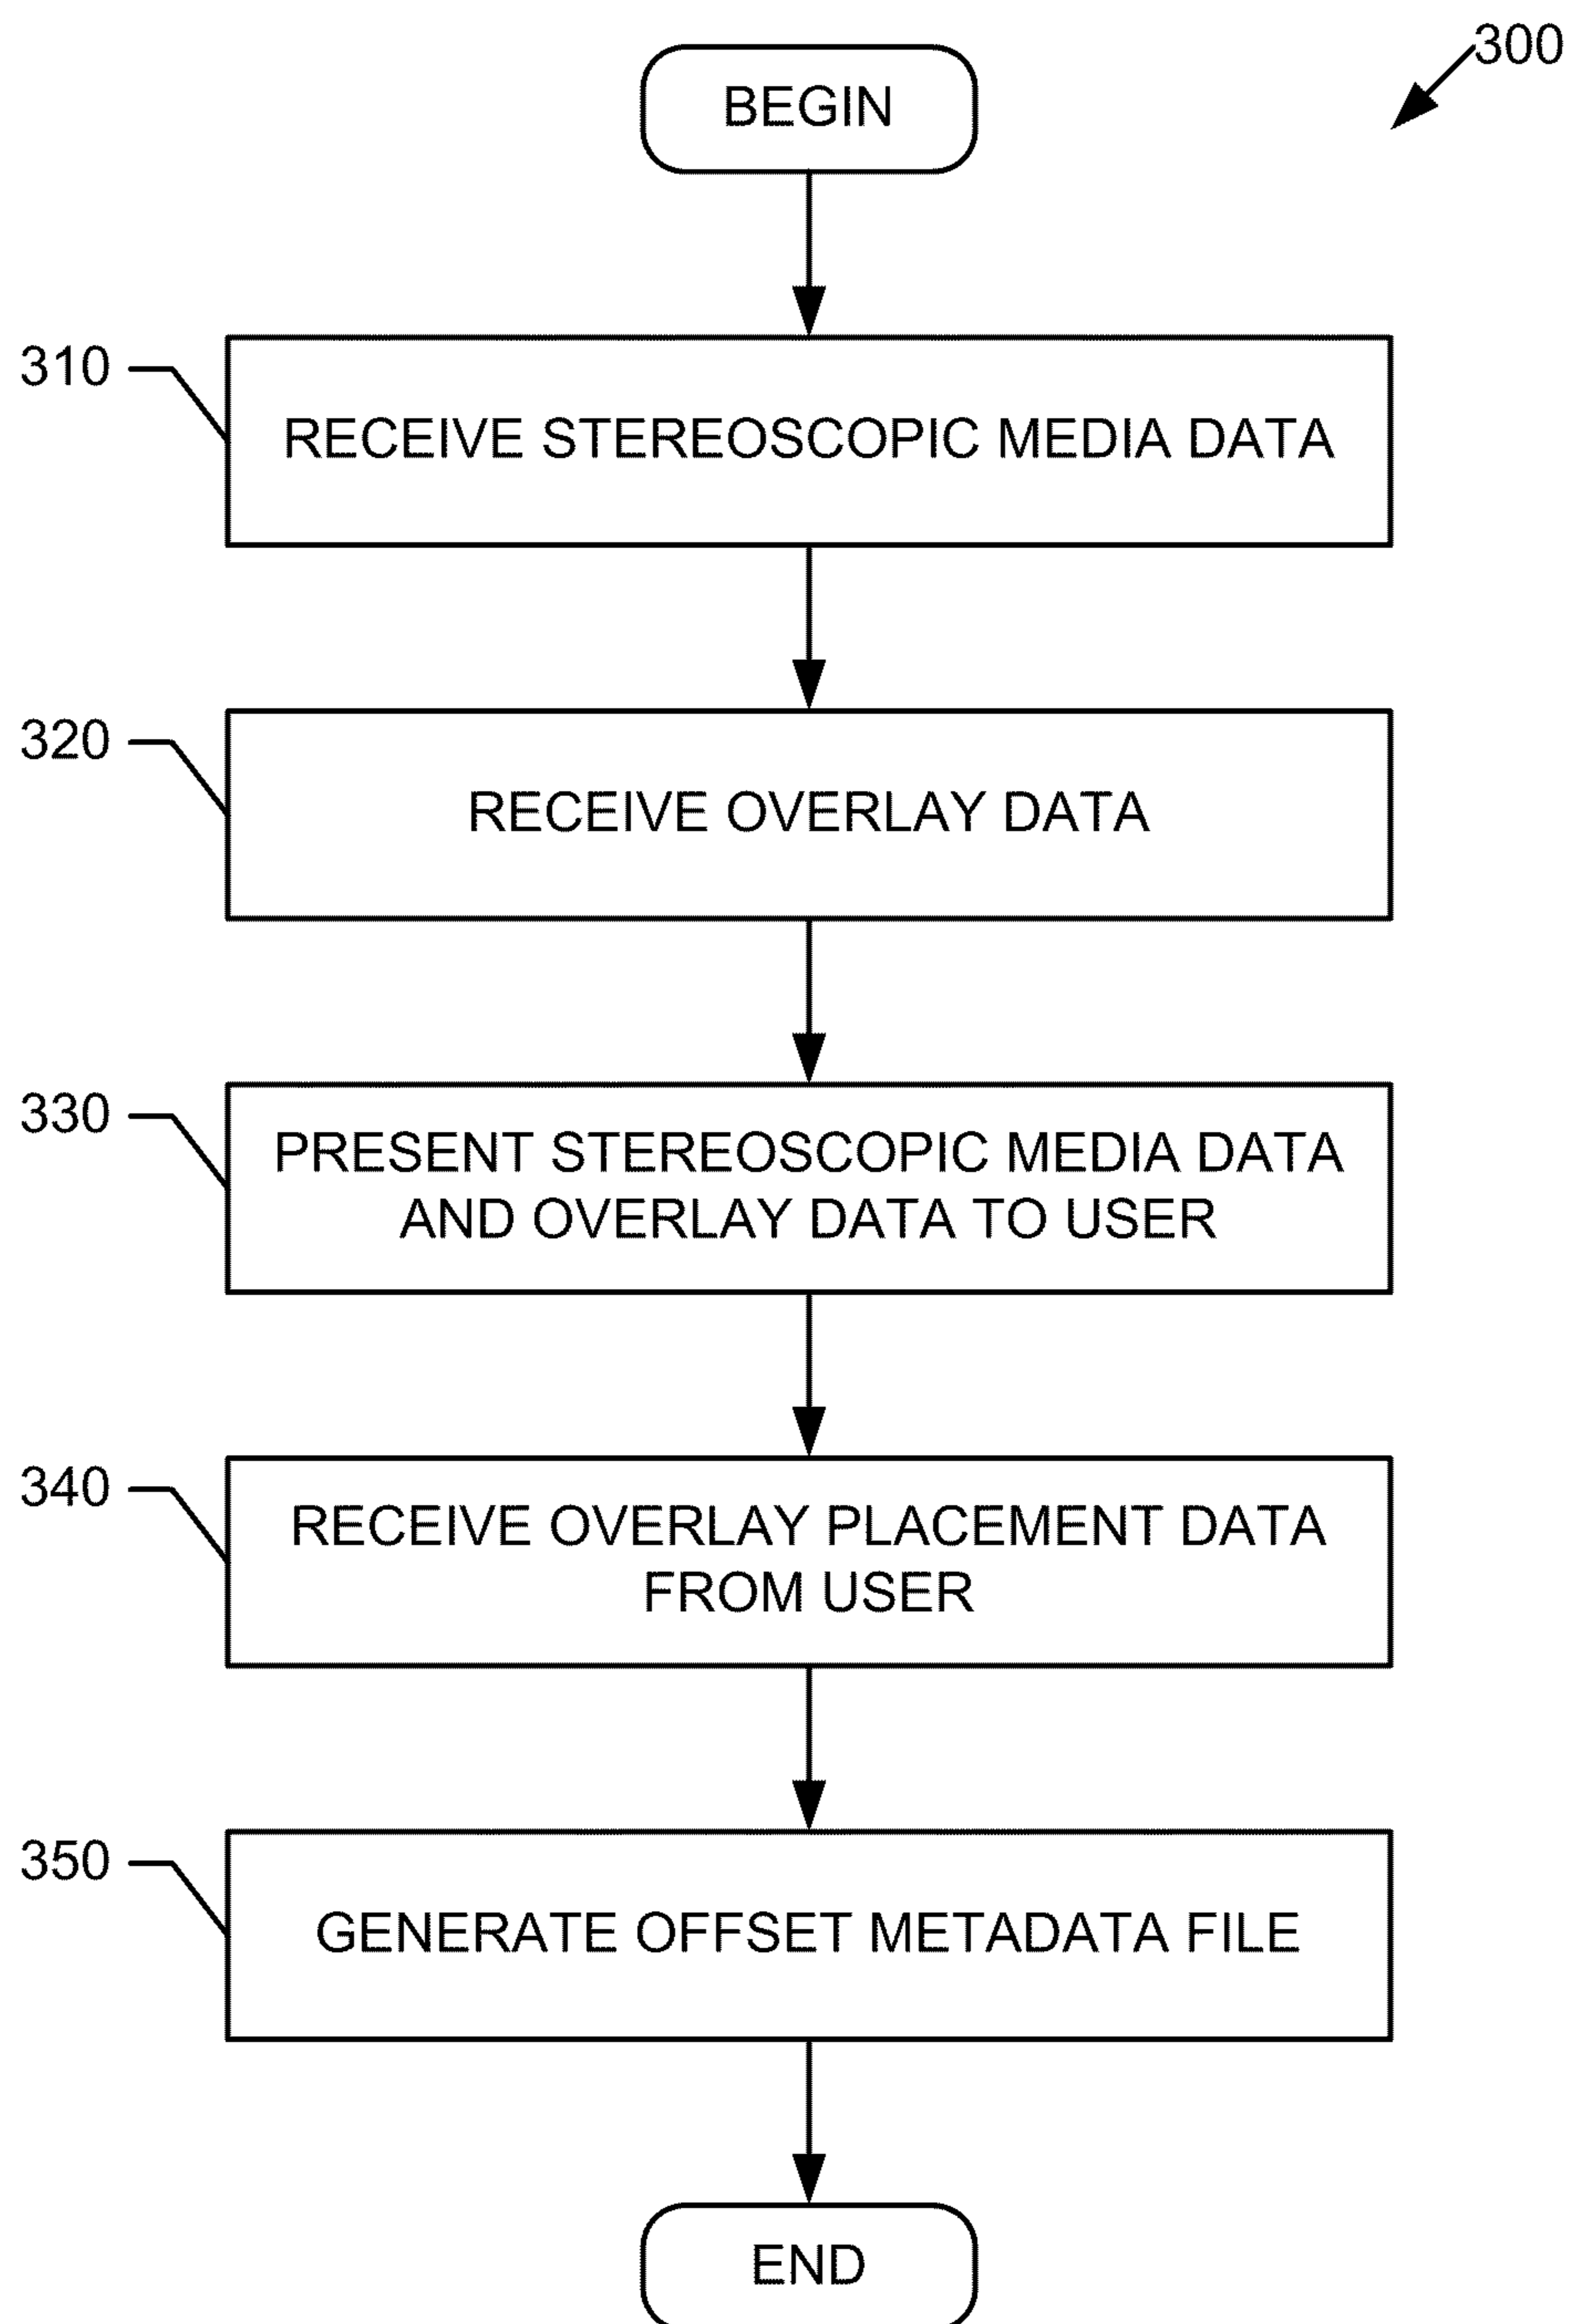 300
BEGIN
310
RECEIVE STEREOSCOPIC MEDIA DATA
320
RECEIVE OVERLAY DATA
330
PRESENT STEREOSCOPIC MEDIA DATA
AND OVERLAY DATA TO USER
340
RECEIVE OVERLAY PLACEMENT DATA
FROM USER
350
GENERATE OFFSET METADATA FILE
END